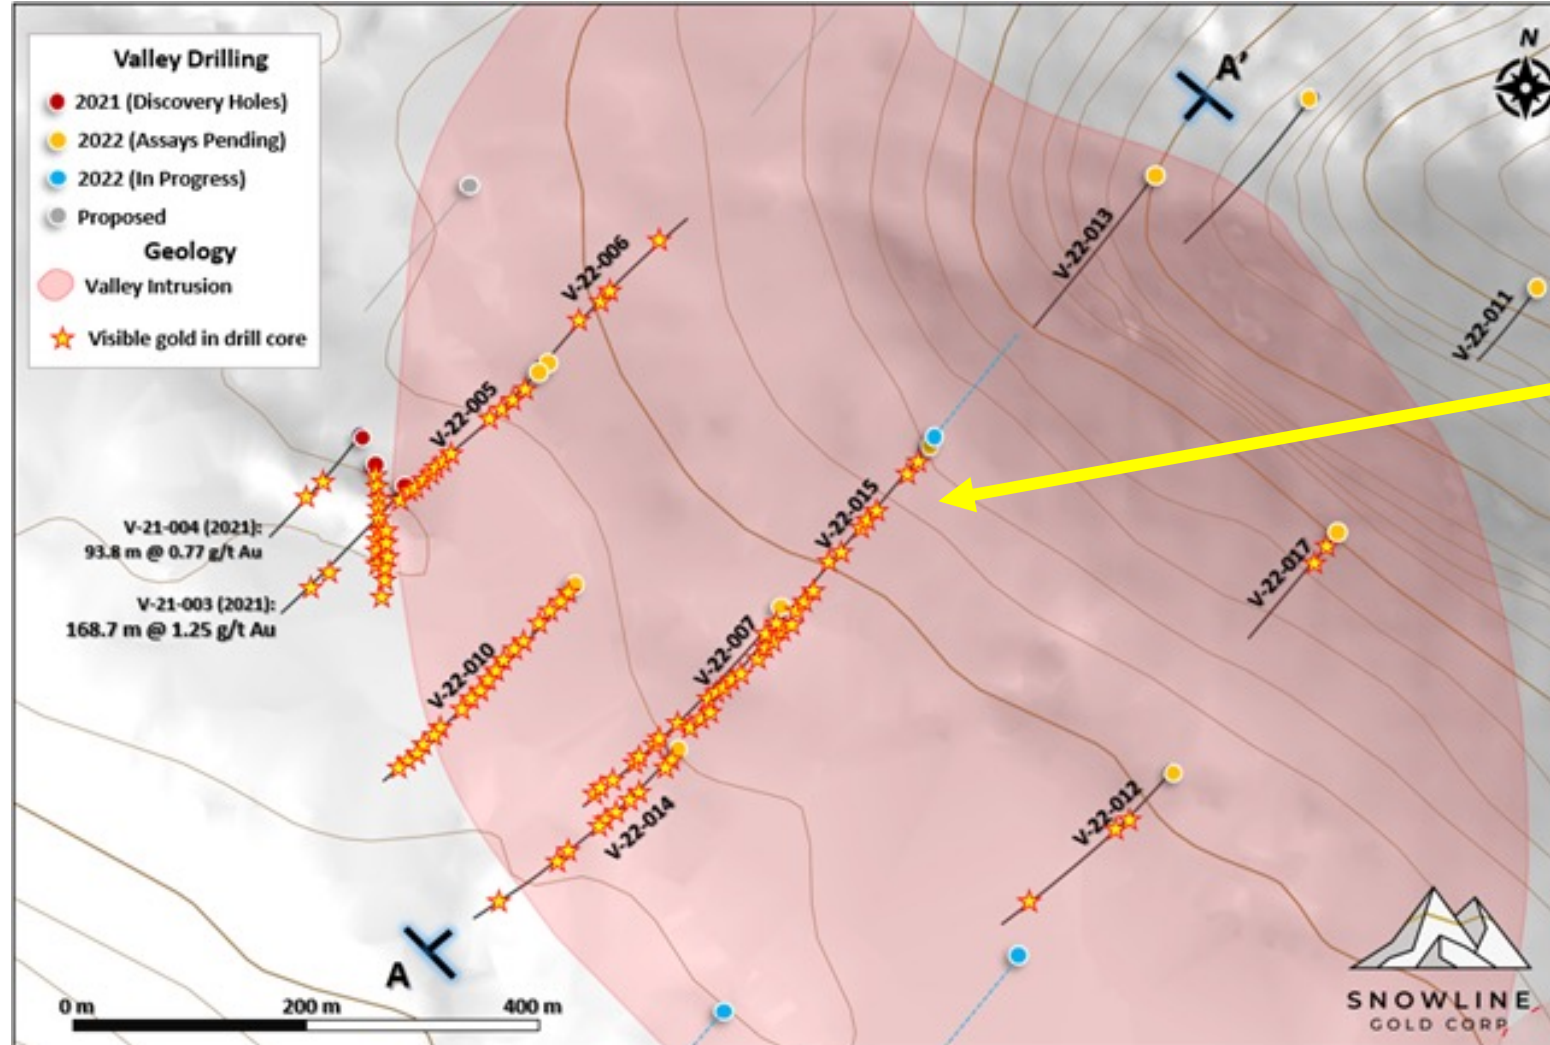 Valley Drilling
2021 (Discovery Holes)
2022 (Assays Pending)
2022 (In Progress)
Proposed
Geology
Valley Intrusion
Visible gold in drill core
A'
N
V-22-006
V-22-013
V-22-011
V-22-005
V-22-015
V-21-004 (2021):
93.8 m @ 0.77 g/t Au
V-22-017
V-21-003 (2021):
168.7 m @ 1.25 g/t Au
V-22-007
V-22-010
V-22-014
V-22-012
A
0 m 200 m 400 m
SNOWLINE
GOLD CORP